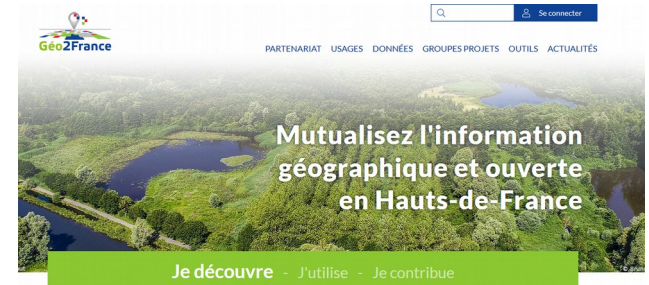 Se connecter
Géo2France
PARTENARIAT USAGES DONNÉES GROUPES PROJETS OUTILS ACTUALITÉS
Mutualisez l'information
géographique et ouverte
en Hauts-de-France
Je découvre - J'utilise - Je contribue